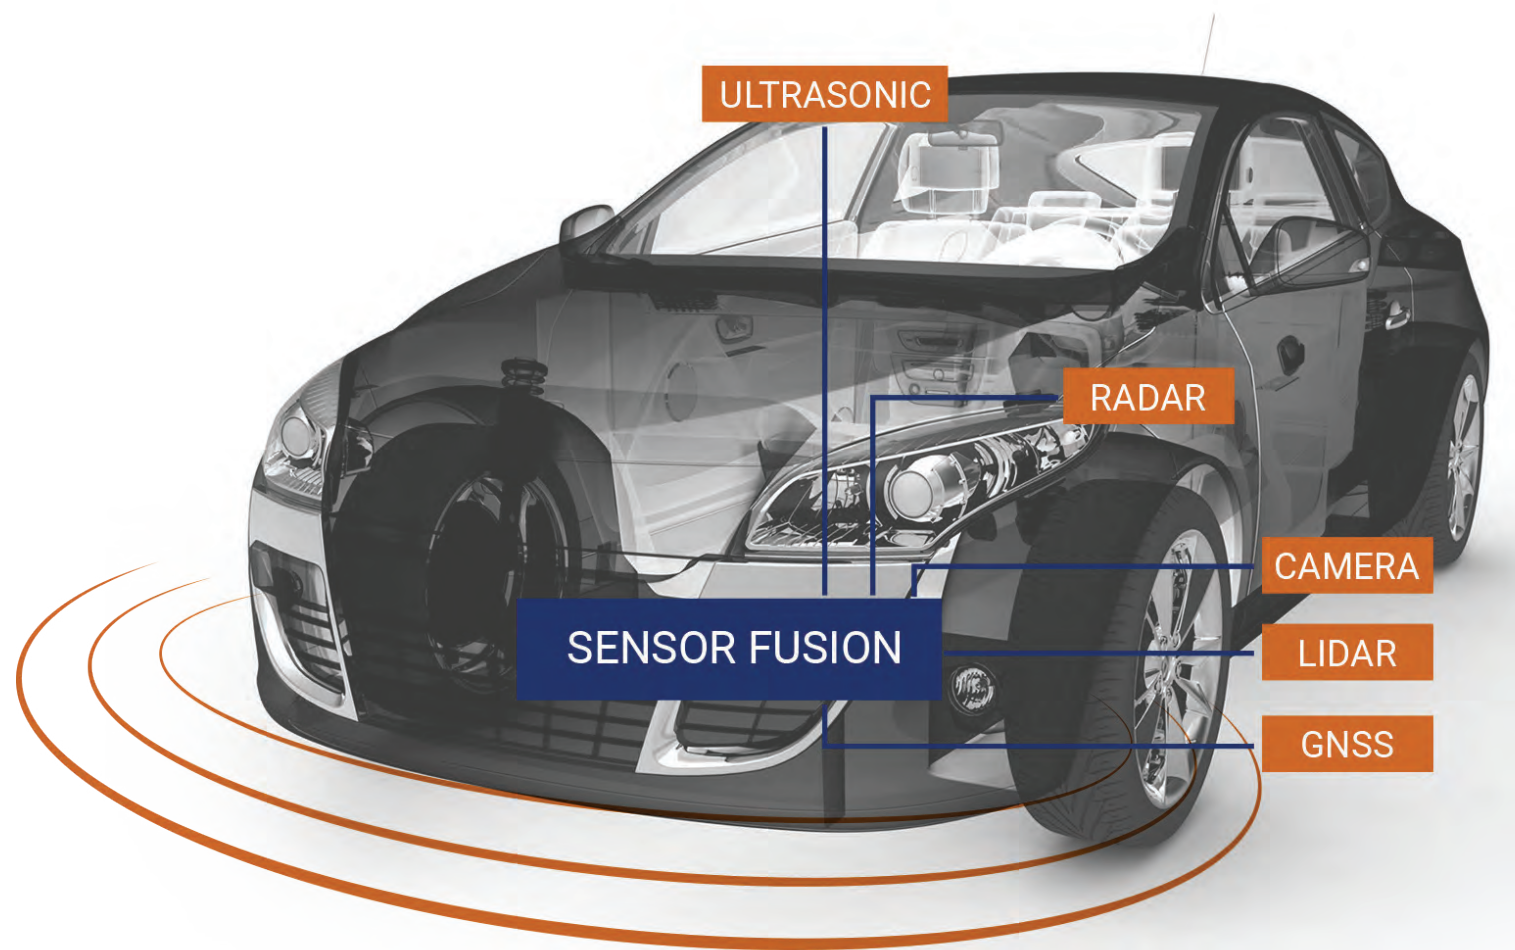 ULTRASONIC
RADAR
CAMERA
SENSOR FUSION
LIDAR
GNSS